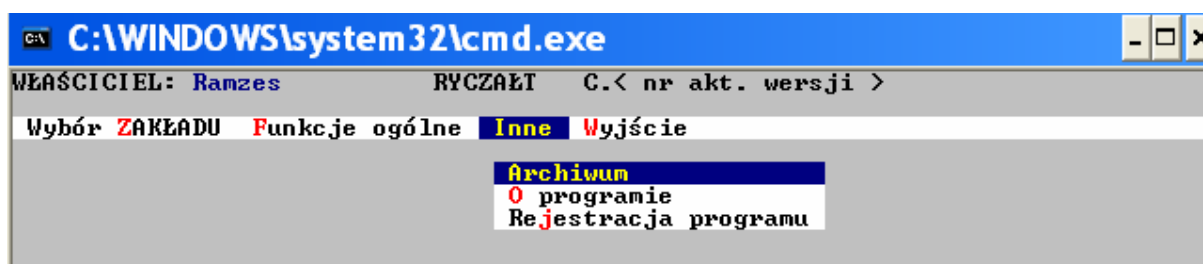 C:\WINDOWS\system32\cmd.exe
WŁAŚCICIEL: Ramzes RYCZAŁT C.< nr akt. wersji >
Wybór ZAKŁADU Funkcje ogólne Inne Wyjście
Archiwum
O programie
Rejestracja programu